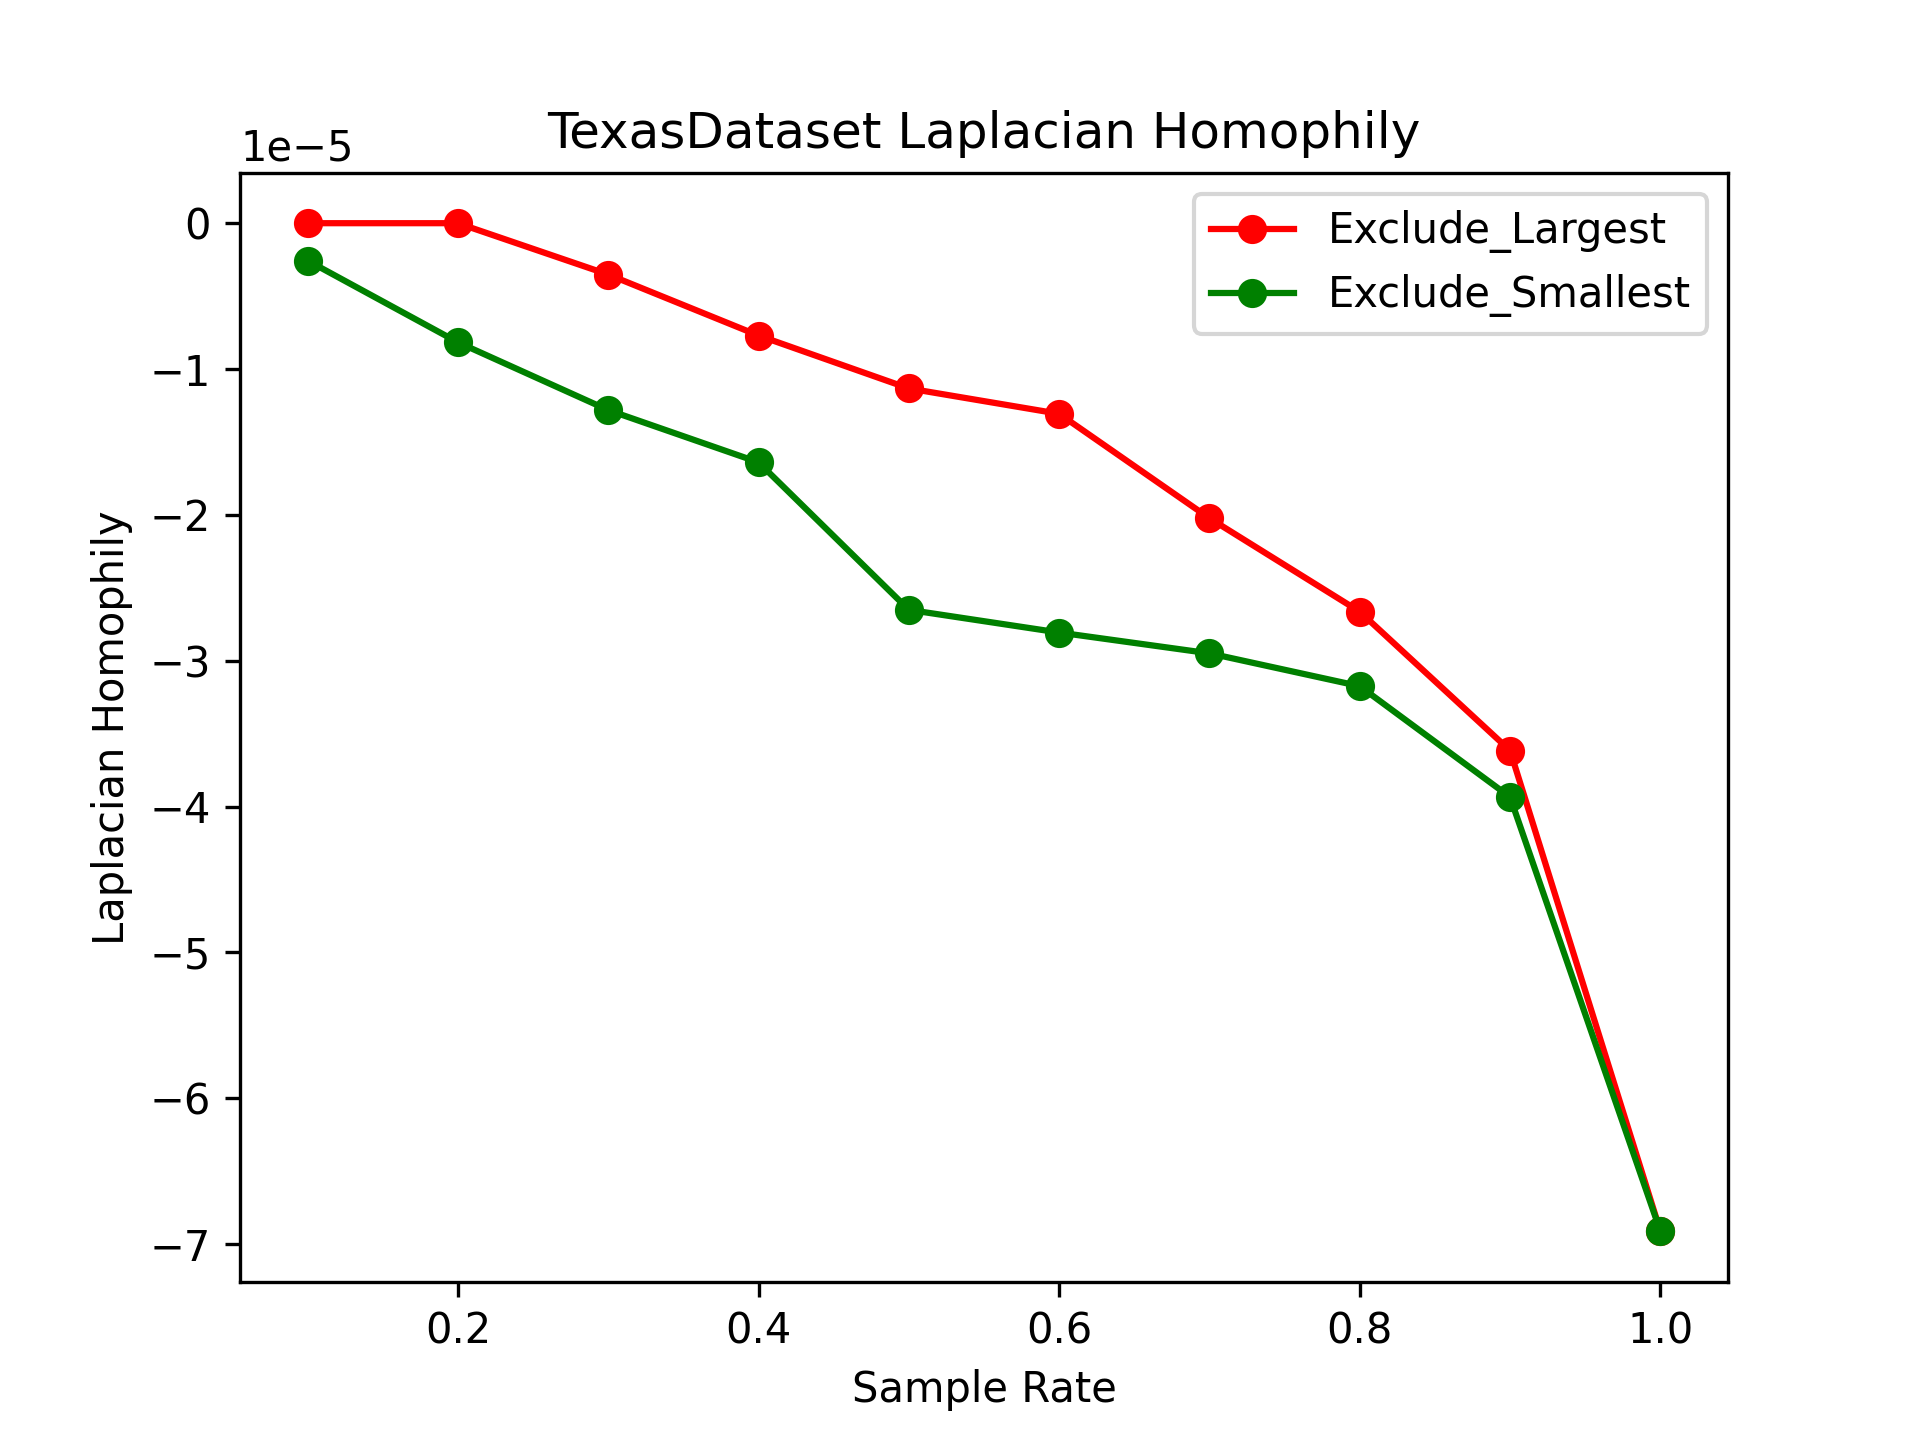 TexasDataset Laplacian Homophily
1e−5
Exclude_Largest
Exclude_Smallest
0
−1
−2
−3
−4
−5
−6
−7
Laplacian Homophily
0.2 0.4 0.6 0.8 1.0
Sample Rate